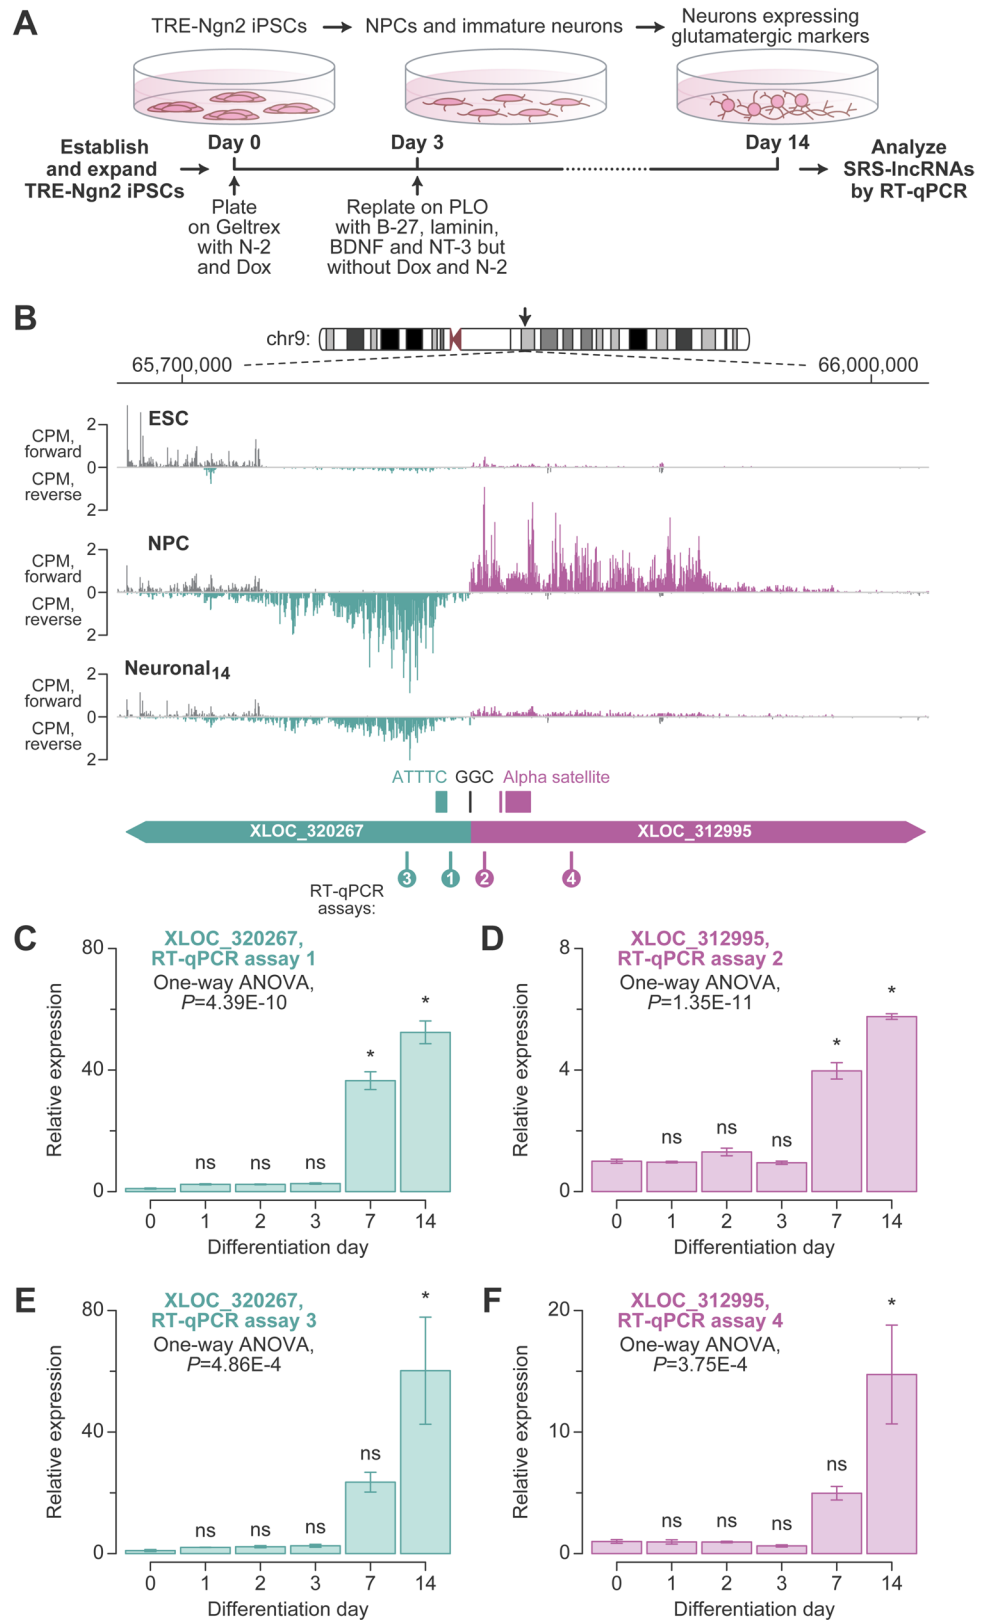 A
TRE-Ngn2 iPSCs
NPCs and immature neurons
Neurons expressing
glutamatergic markers
Establish
and expand
TRE-Ngn2 iPSCs
Day 0
Day 3
Day 14
Analyze
SRS-lncRNAs
by RT-qPCR
Plate
on Geltrex
with N-2
and Dox
Replate on PLO
with B-27, laminin,
BDNF and NT-3 but
without Dox and N-2
B
chr9:
65,700,000
66,000,000
ESC
CPM,
forward
CPM,
reverse
2
0
2
NPC
CPM,
forward
CPM,
reverse
2
0
2
Neuronal14
CPM,
forward
CPM,
reverse
2
0
2
ATTTC
GGC
Alpha satellite
XLOC_320267
XLOC_312995
3
1
2
4
RT-qPCR
assays:
C
XLOC_320267,
RT-qPCR assay 1
One-way ANOVA,
P=4.39E-10
Relative expression
80
40
0
ns
ns
ns
*
*
0 1 2 3 7 14
Differentiation day
D
XLOC_312995,
RT-qPCR assay 2
One-way ANOVA,
P=1.35E-11
Relative expression
8
4
0
ns
ns
ns
*
*
0 1 2 3 7 14
Differentiation day
E
XLOC_320267,
RT-qPCR assay 3
One-way ANOVA,
P=4.86E-4
Relative expression
80
40
0
ns
ns
ns
ns
*
0 1 2 3 7 14
Differentiation day
F
XLOC_312995,
RT-qPCR assay 4
One-way ANOVA,
P=3.75E-4
Relative expression
20
10
0
ns
ns
ns
ns
*
0 1 2 3 7 14
Differentiation day